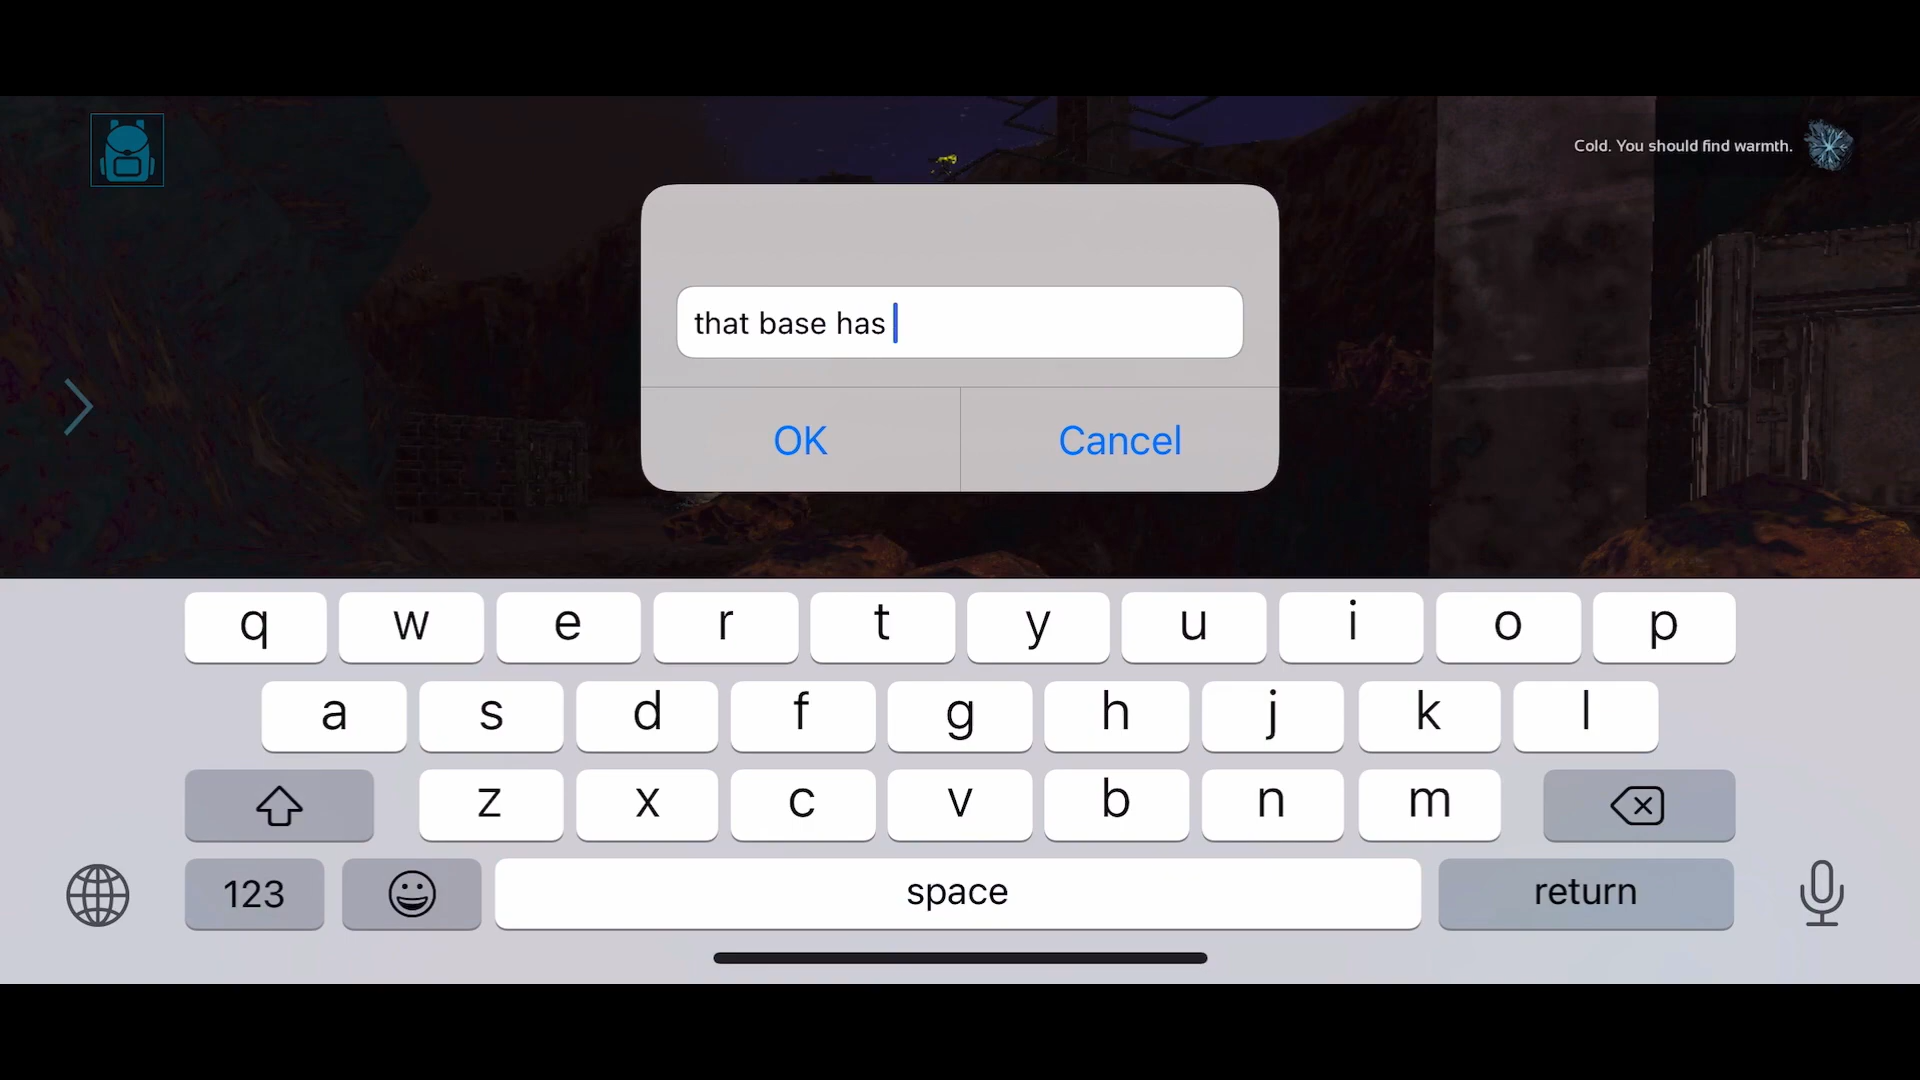 Cold. You should find warmth.
that base has
OK Cancel
q w e r t y u i o p
a s d f g h j k l
z x c v b n m
123 space return